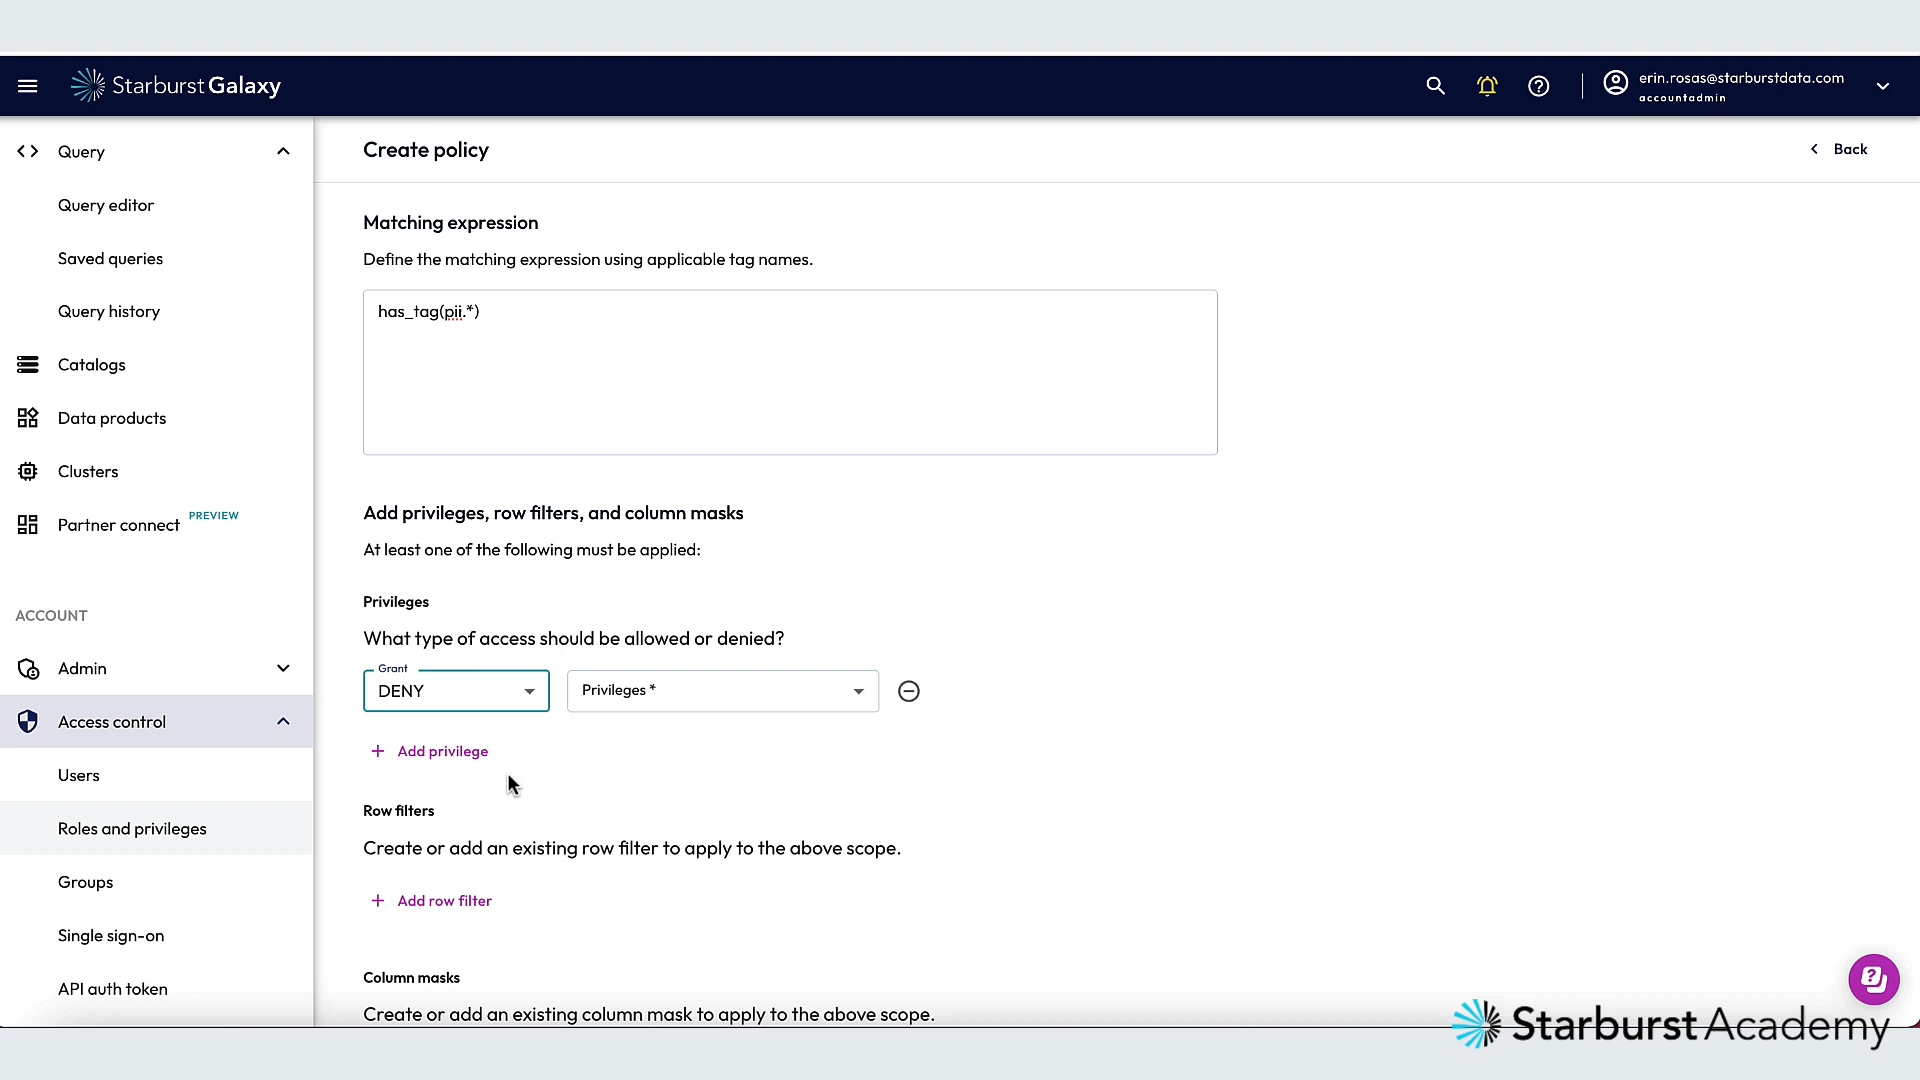 Starburst Galaxy
erin.rosas@starburstdata.com
accountadmin
Query
Query editor
Saved queries
Query history
Catalogs
Data products
Clusters
Partner connect PREVIEW
ACCOUNT
Admin
Access control
Users
Roles and privileges
Groups
Single sign-on
API auth token
Create policy
Back
Matching expression
Define the matching expression using applicable tag names.
has_tag(pii.*)
Add privileges, row filters, and column masks
At least one of the following must be applied:
Privileges
What type of access should be allowed or denied?
Grant
DENY
Privileges *
+ Add privilege
Row filters
Create or add an existing row filter to apply to the above scope.
+ Add row filter
Column masks
Create or add an existing column mask to apply to the above scope.
Starburst Academy